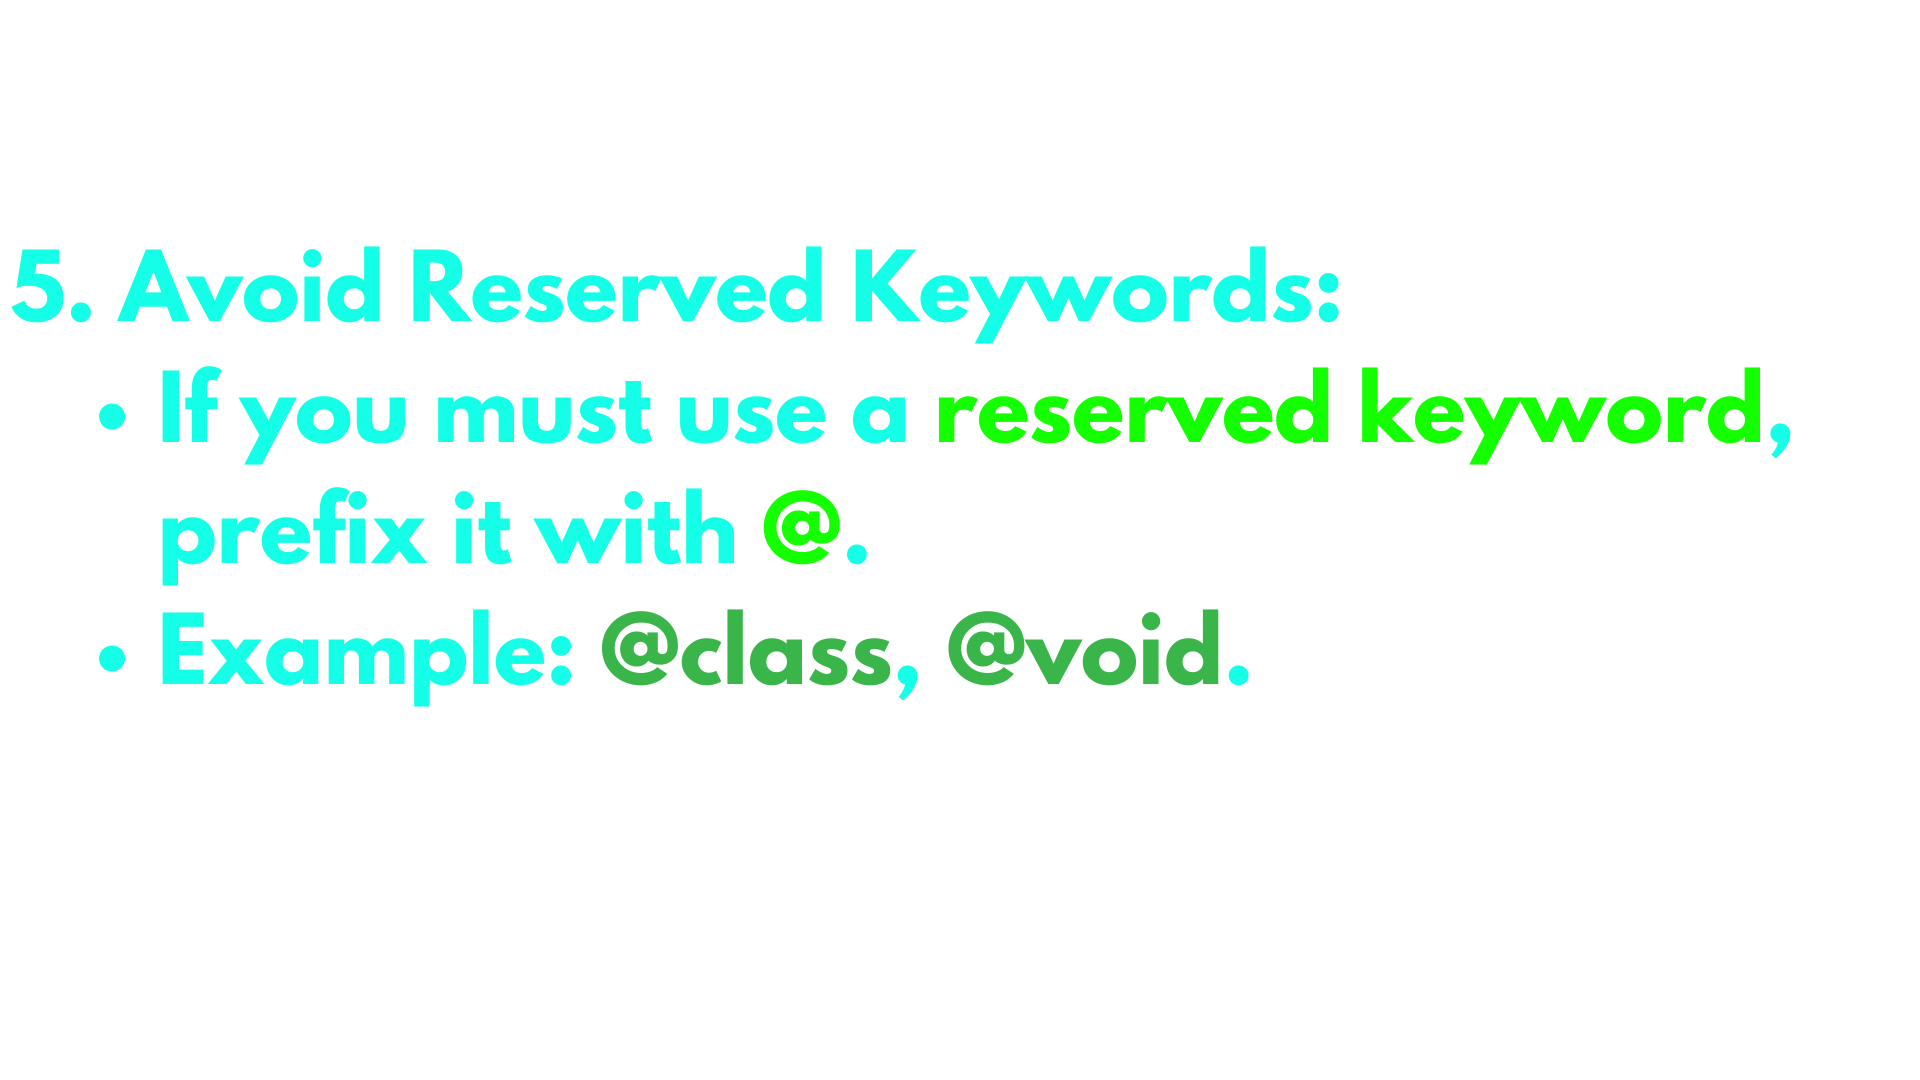 5. Avoid Reserved Keywords:
• If you must use a reserved keyword,
prefix it with @.
• Example: @class, @void.